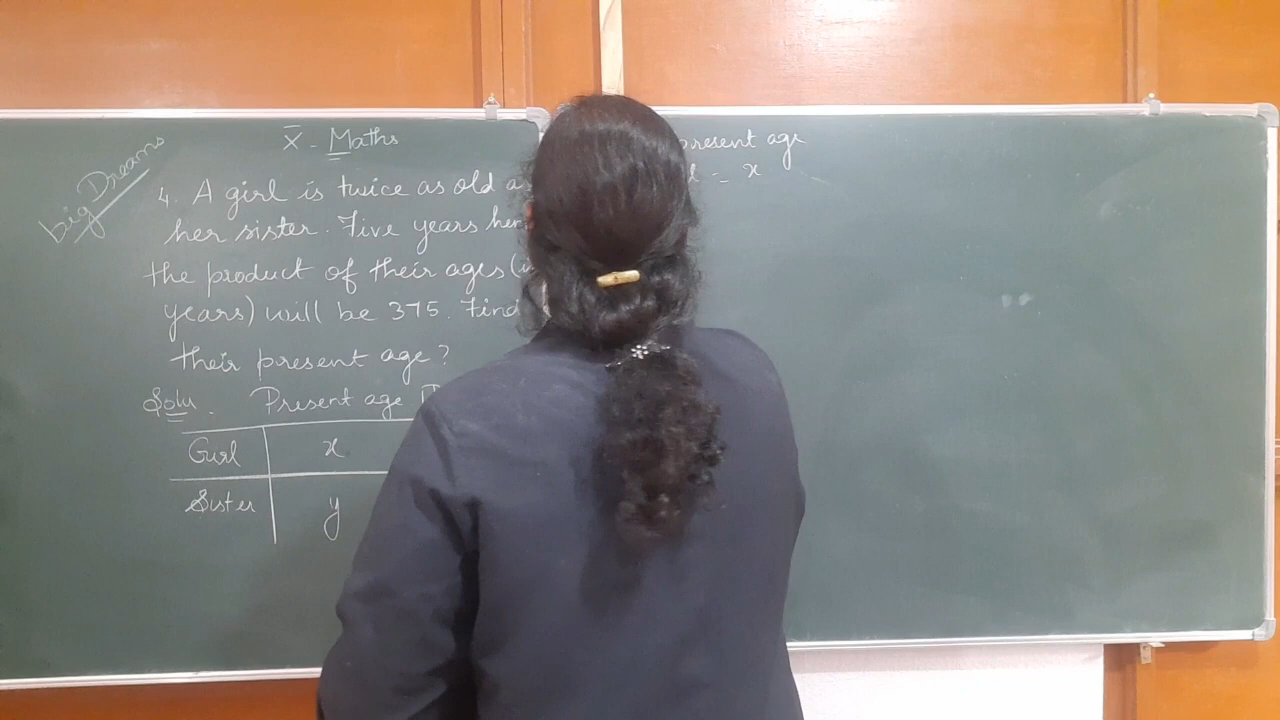 big Dreams
X - Maths
4. A girl is twice as old as
her sister. Five years hen
the product of their ages (i
years) will be 375. Find
their present age?
Solu. Present age
Girl x
Sister y
present age
= x